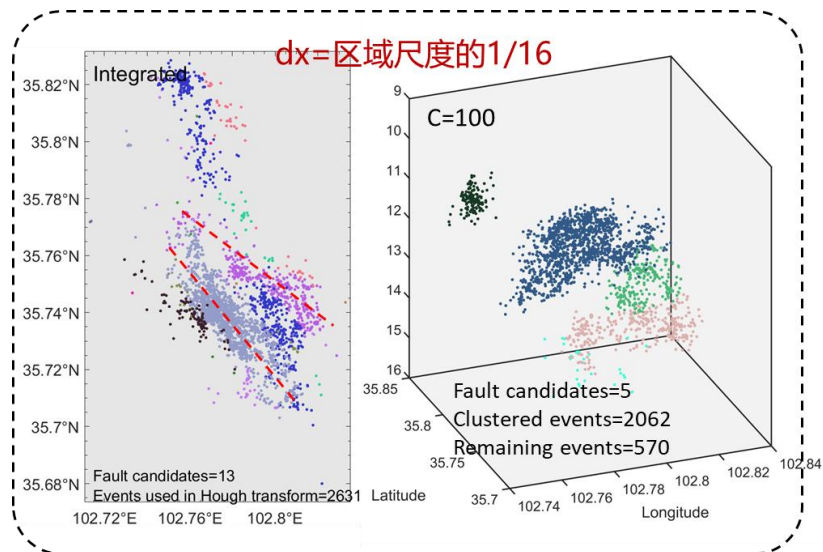 dx=区域尺度的1/16
Integrated
35.82°N
35.8°N
35.78°N
35.76°N
35.74°N
35.72°N
35.7°N
35.68°N
Fault candidates=13
Events used in Hough transform=2631
102.72°E
102.76°E
102.8°E
C=100
9
10
11
12
13
14
15
16
35.85
35.8
35.75
35.7
Latitude
Fault candidates=5
Clustered events=2062
Remaining events=570
102.74
102.76
102.78
102.8
102.82
102.84
Longitude